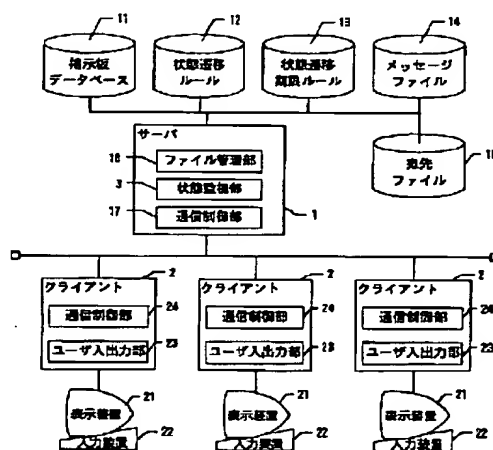 11
12
13
14
掲示板
データベース
状態遷移
ルール
状態遷移
期限ルール
メッセージ
ファイル
サーバ
16
ファイル管理部
3
状態監視部
17
通信制御部
1
宛先
ファイル
15
2
2
2
クライアント
クライアント
クライアント
通信制御部
24
通信制御部
24
通信制御部
24
ユーザ入出力部
23
ユーザ入出力部
23
ユーザ入出力部
23
表示装置
21
表示装置
21
表示装置
21
入力装置
22
入力装置
22
入力装置
22